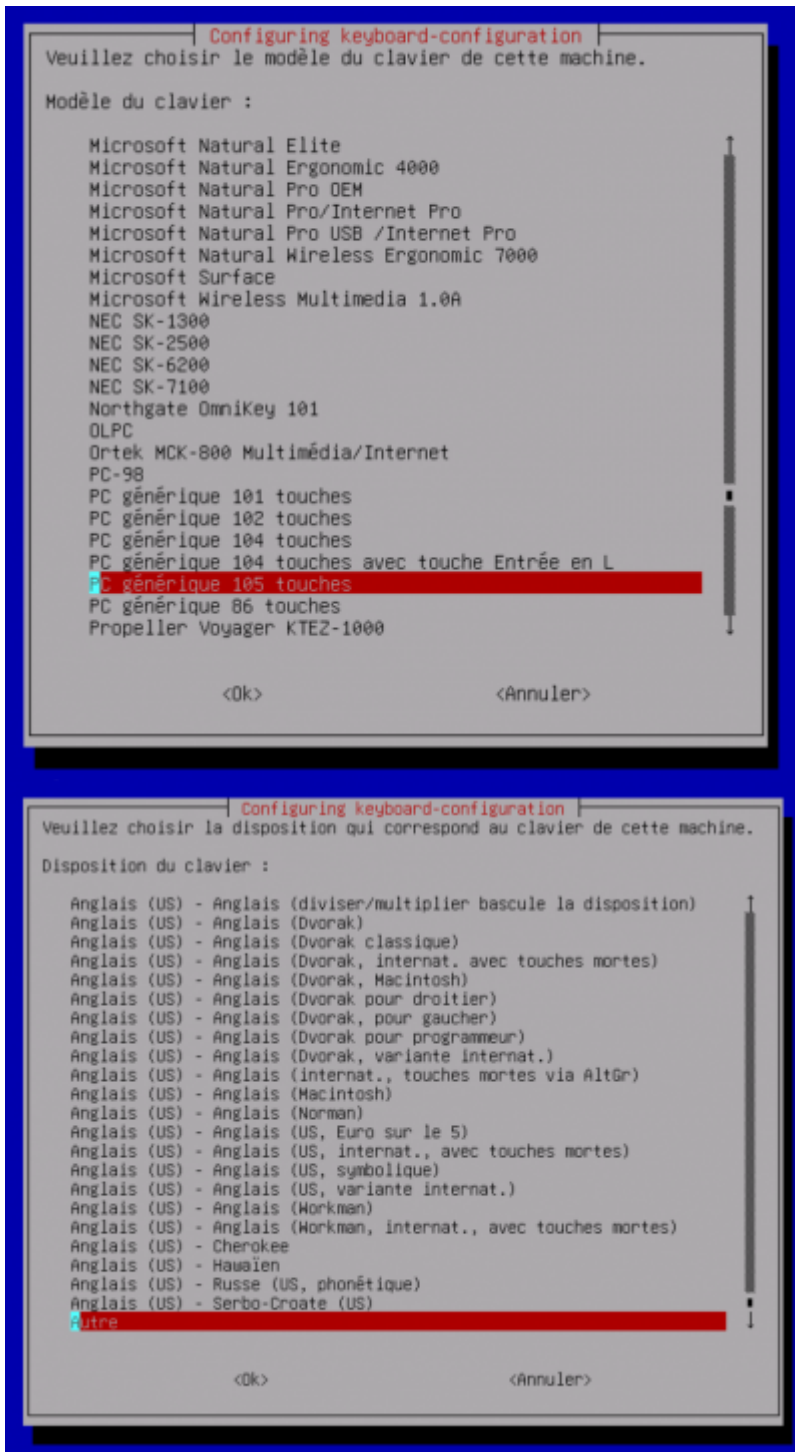 Configuring keyboard-configuration
Veuillez choisir le modèle du clavier de cette machine.
Modèle du clavier :
Microsoft Natural Elite
Microsoft Natural Ergonomic 4000
Microsoft Natural Pro OEM
Microsoft Natural Pro/Internet Pro
Microsoft Natural Pro USB /Internet Pro
Microsoft Natural Wireless Ergonomic 7000
Microsoft Surface
Microsoft Wireless Multimedia 1.0A
NEC SK-1300
NEC SK-2500
NEC SK-6200
NEC SK-7100
Northgate OmniKey 101
OLPC
Ortek MCK-800 Multimédia/Internet
PC-98
PC générique 101 touches
PC générique 102 touches
PC générique 104 touches
PC générique 104 touches avec touche Entrée en L
PC générique 105 touches
PC générique 86 touches
Propeller Voyager KTEZ-1000
<Ok> <Annuler>
Configuring keyboard-configuration
Veuillez choisir la disposition qui correspond au clavier de cette machine.
Disposition du clavier :
Anglais (US) - Anglais (diviser/multiplier bascule la disposition)
Anglais (US) - Anglais (Dvorak)
Anglais (US) - Anglais (Dvorak classique)
Anglais (US) - Anglais (Dvorak, internat. avec touches mortes)
Anglais (US) - Anglais (Dvorak, Macintosh)
Anglais (US) - Anglais (Dvorak pour droitier)
Anglais (US) - Anglais (Dvorak, pour gaucher)
Anglais (US) - Anglais (Dvorak pour programmeur)
Anglais (US) - Anglais (Dvorak, variante internat.)
Anglais (US) - Anglais (internat., touches mortes via AltGr)
Anglais (US) - Anglais (Macintosh)
Anglais (US) - Anglais (Norman)
Anglais (US) - Anglais (US, Euro sur le 5)
Anglais (US) - Anglais (US, internat., avec touches mortes)
Anglais (US) - Anglais (US, symbolique)
Anglais (US) - Anglais (US, variante internat.)
Anglais (US) - Anglais (Workman)
Anglais (US) - Anglais (Workman, internat., avec touches mortes)
Anglais (US) - Cherokee
Anglais (US) - Hawaïen
Anglais (US) - Russe (US, phonétique)
Anglais (US) - Serbo-Croate (US)
Autre
<Ok> <Annuler>